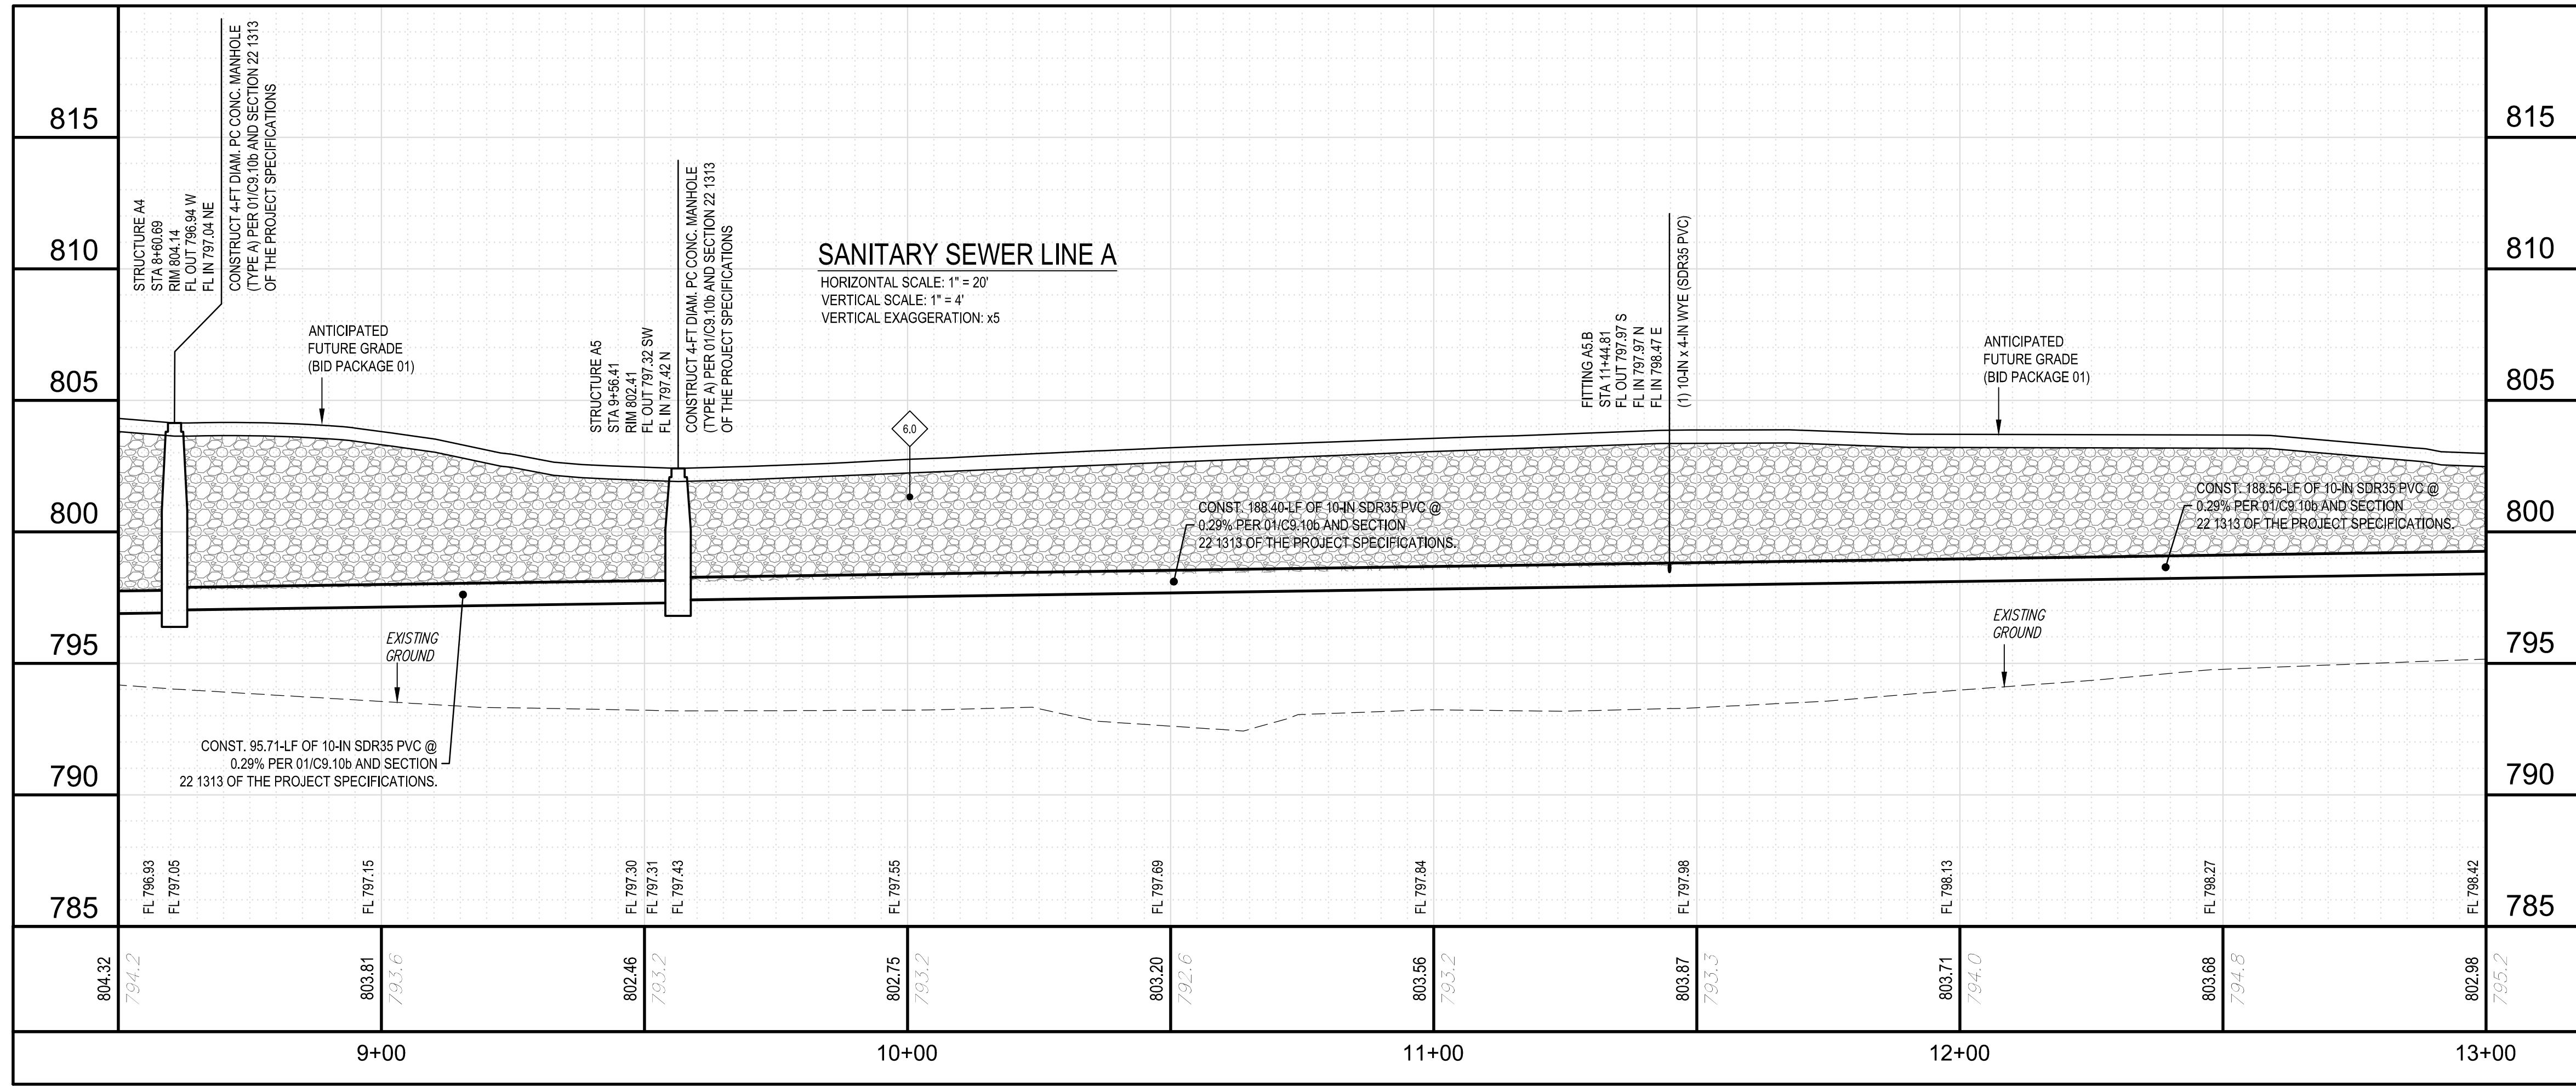 STRUCTURE A4
STA 8+60.69
RIM 804.14
FL OUT 796.94 W
FL IN 797.04 NE
CONSTRUCT 4-FT DIAM. PC CONC. MANHOLE
(TYPE A) PER 01/C9.10b AND SECTION 22 1313
OF THE PROJECT SPECIFICATIONS
STRUCTURE A5
STA 9+56.41
RIM 802.41
FL OUT 797.32 SW
FL IN 797.42 N
CONSTRUCT 4-FT DIAM. PC CONC. MANHOLE
(TYPE A) PER 01/C9.10b AND SECTION 22 1313
OF THE PROJECT SPECIFICATIONS
SANITARY SEWER LINE A
HORIZONTAL SCALE: 1" = 20'
VERTICAL SCALE: 1" = 4'
VERTICAL EXAGGERATION: x5
FITTING A5.B
STA 11+44.81
FL OUT 797.97 S
FL IN 797.97 N
FL IN 798.47 E
(1) 10-IN x 4-IN WYE (SDR35 PVC)
ANTICIPATED
FUTURE GRADE
(BID PACKAGE 01)
ANTICIPATED
FUTURE GRADE
(BID PACKAGE 01)
6.0
CONST. 188.40-LF OF 10-IN SDR35 PVC @
0.29% PER 01/C9.10b AND SECTION
22 1313 OF THE PROJECT SPECIFICATIONS.
CONST. 188.56-LF OF 10-IN SDR35 PVC @
0.29% PER 01/C9.10b AND SECTION
22 1313 OF THE PROJECT SPECIFICATIONS.
EXISTING
GROUND
EXISTING
GROUND
CONST. 95.71-LF OF 10-IN SDR35 PVC @
0.29% PER 01/C9.10b AND SECTION
22 1313 OF THE PROJECT SPECIFICATIONS.
815
810
805
800
795
790
785
815
810
805
800
795
790
785
FL 796.93
FL 797.05
FL 797.15
FL 797.30
FL 797.31
FL 797.43
FL 797.55
FL 797.69
FL 797.84
FL 797.98
FL 798.13
FL 798.27
FL 798.42
804.32
794.2
803.81
793.6
802.46
793.2
802.75
793.2
803.20
792.6
803.56
793.2
803.87
793.3
803.71
794.0
803.68
794.8
802.98
795.2
9+00
10+00
11+00
12+00
13+00